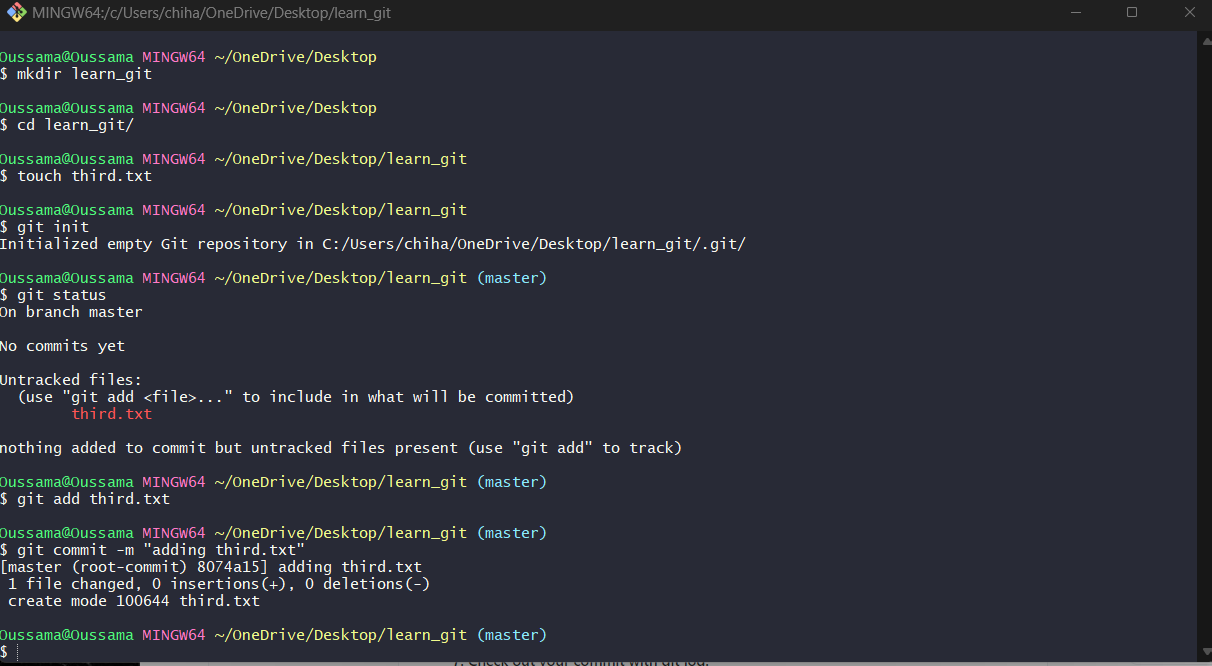 MINGW64:/c/Users/chiha/OneDrive/Desktop/learn_git
Oussama@Oussama MINGW64 ~/OneDrive/Desktop
$ mkdir learn_git
Oussama@Oussama MINGW64 ~/OneDrive/Desktop
$ cd learn_git/
Oussama@Oussama MINGW64 ~/OneDrive/Desktop/learn_git
$ touch third.txt
Oussama@Oussama MINGW64 ~/OneDrive/Desktop/learn_git
$ git init
Initialized empty Git repository in C:/Users/chiha/OneDrive/Desktop/learn_git/.git/
Oussama@Oussama MINGW64 ~/OneDrive/Desktop/learn_git (master)
$ git status
On branch master
No commits yet
Untracked files:
  (use "git add <file>..." to include in what will be committed)
        third.txt
nothing added to commit but untracked files present (use "git add" to track)
Oussama@Oussama MINGW64 ~/OneDrive/Desktop/learn_git (master)
$ git add third.txt
Oussama@Oussama MINGW64 ~/OneDrive/Desktop/learn_git (master)
$ git commit -m "adding third.txt"
[master (root-commit) 8074a15] adding third.txt
 1 file changed, 0 insertions(+), 0 deletions(-)
 create mode 100644 third.txt
Oussama@Oussama MINGW64 ~/OneDrive/Desktop/learn_git (master)
$
Check out your commit with git log.